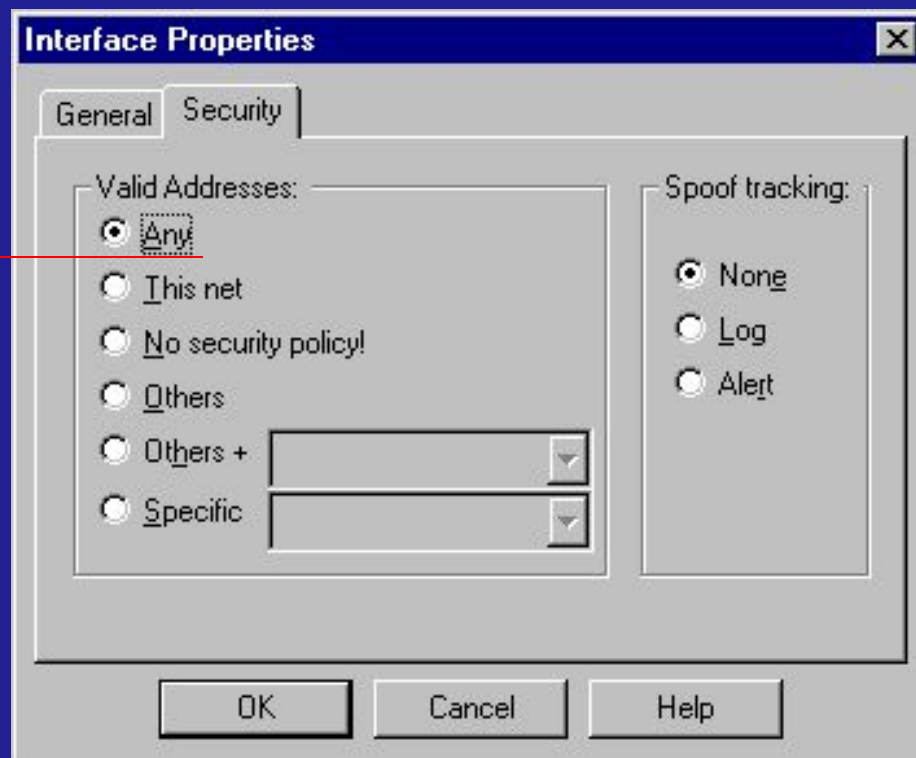 Interface Properties
General
Security
Valid Addresses:
Any
This net
No security policy!
Others
Others +
Specific
Spoof tracking:
None
Log
Alert
OK
Cancel
Help